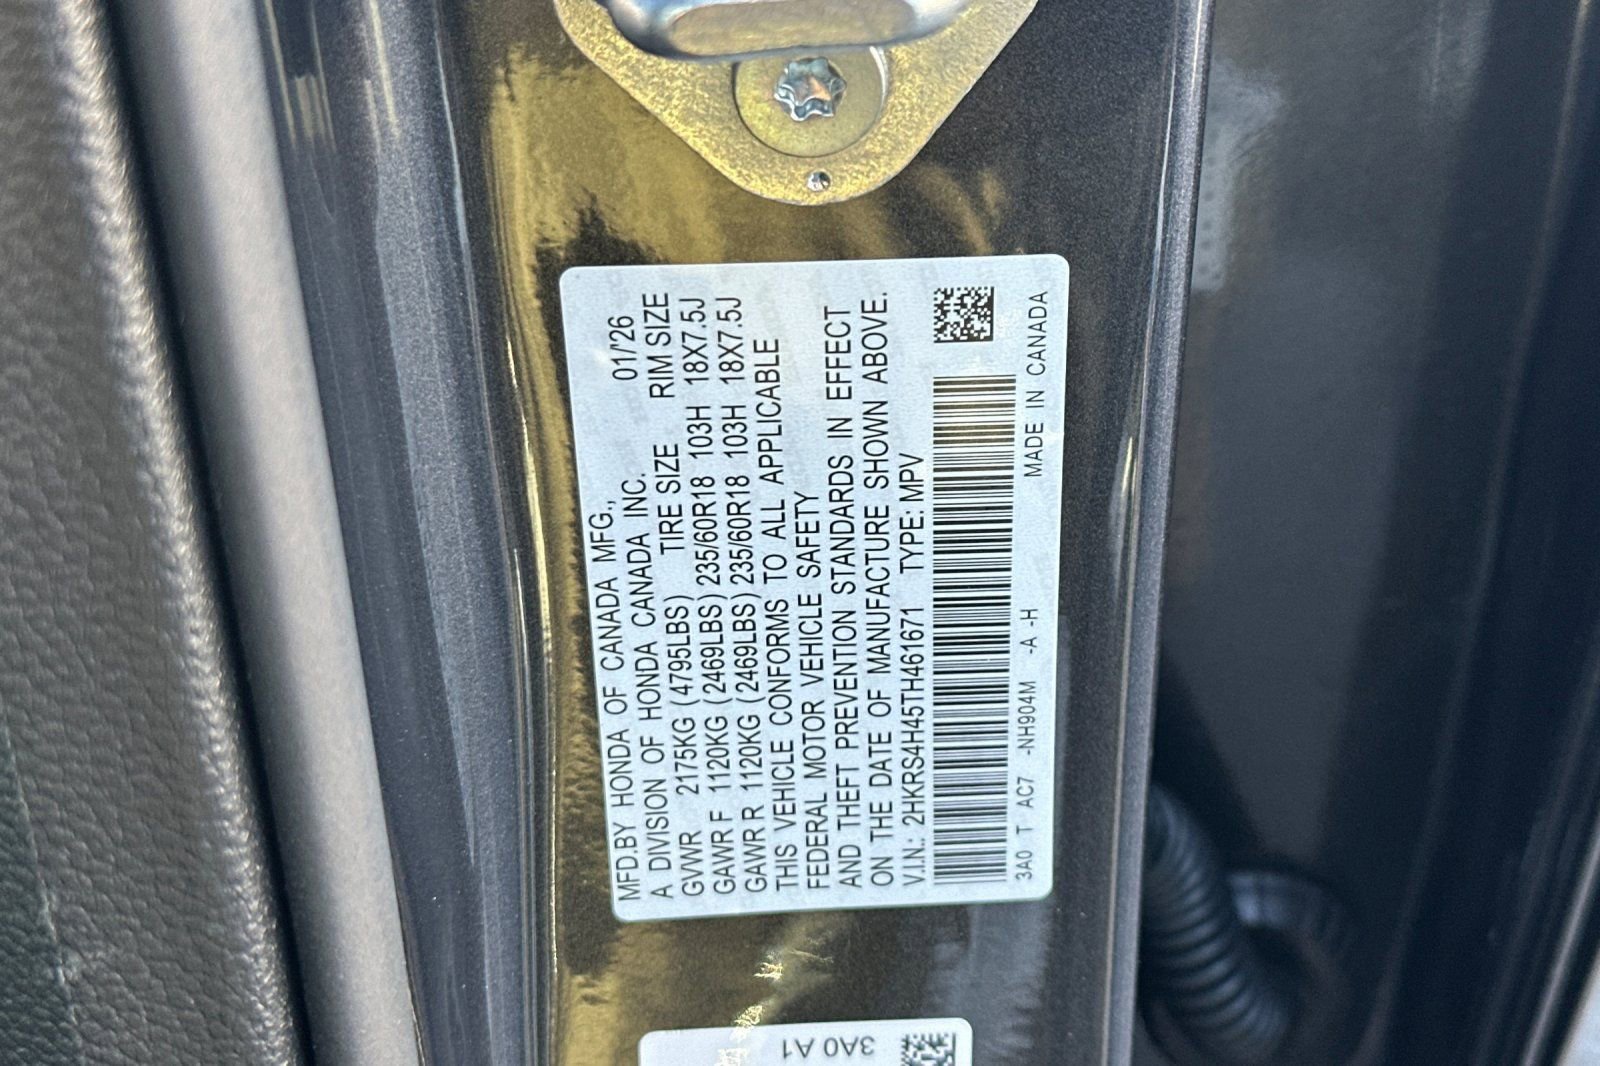 MFD.BY HONDA OF CANADA MFG., 01/'26
A DIVISION OF HONDA CANADA INC.
TIRE SIZE RIM SIZE
GVWR 2175KG (4795LBS)
GAWR F 1120KG (2469LBS) 235/60R18 103H 18X7.5J
GAWR R 1120KG (2469LBS) 235/60R18 103H 18X7.5J
THIS VEHICLE CONFORMS TO ALL APPLICABLE
FEDERAL MOTOR VEHICLE SAFETY
AND THEFT PREVENTION STANDARDS IN EFFECT
ON THE DATE OF MANUFACTURE SHOWN ABOVE.
V.I.N.: 2HKRS4H45TH461671 TYPE: MPV
3A0 T AC7 -NH904M -A -H MADE IN CANADA
3A0 A1